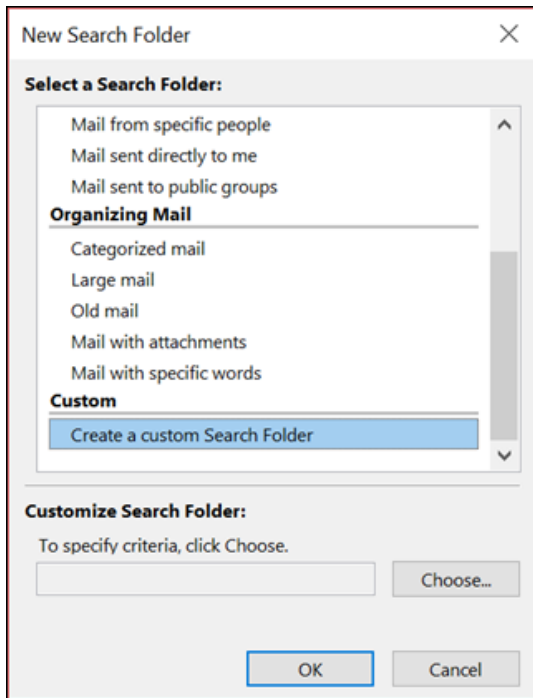 New Search Folder
Select a Search Folder:
Mail from specific people
Mail sent directly to me
Mail sent to public groups
Organizing Mail
Categorized mail
Large mail
Old mail
Mail with attachments
Mail with specific words
Custom
Create a custom Search Folder
Customize Search Folder:
To specify criteria, click Choose.
Choose...
OK
Cancel